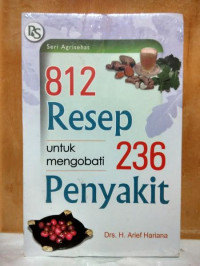 PS
Seri Agrisehat
812
Resep
untuk
mengobati 236
Penyakit
Drs. H. Arief Hariana